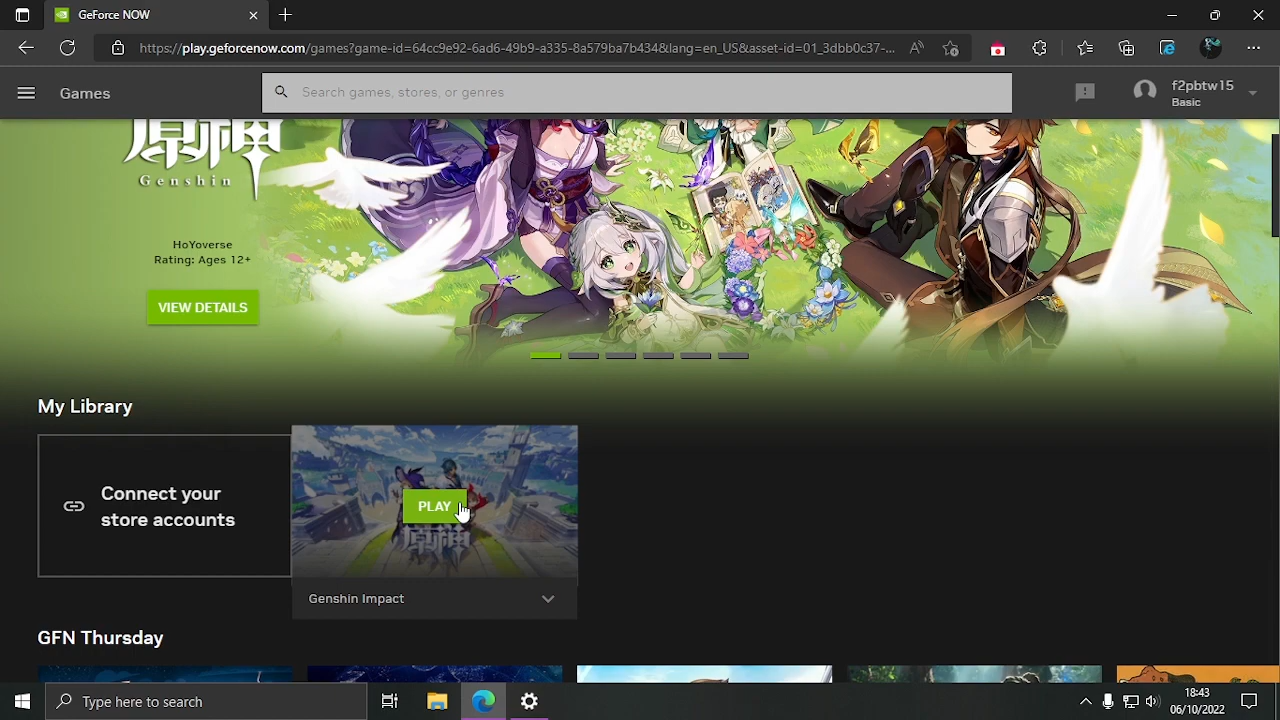 GeForce NOW
https://play.geforcenow.com/games?game-id=64cc9e92-6ad6-49b9-a335-8a579ba7b434&lang=en_US&asset-id=01_3dbb0c37-...
Games
Search games, stores, or genres
f2pbtw15
Basic
原神
Genshin
HoYoverse
Rating: Ages 12+
VIEW DETAILS
My Library
Connect your
store accounts
PLAY
原神
Genshin Impact
GFN Thursday
Type here to search
18:43
06/10/2022